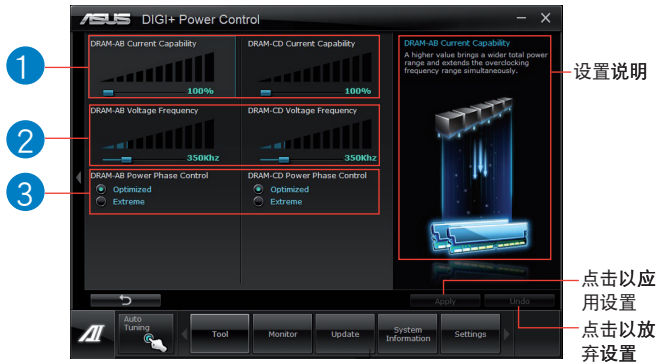 ASUS DIGI+ Power Control
1
DRAM-AB Current Capability
100%
DRAM-CD Current Capability
100%
2
DRAM-AB Voltage Frequency
350Khz
DRAM-CD Voltage Frequency
350Khz
3
DRAM-AB Power Phase Control
Optimized
Extreme
DRAM-CD Power Phase Control
Optimized
Extreme
DRAM-AB Current Capability
A higher value brings a wider total power
range and extends the overclocking
frequency range simultaneously.
设置说明
Apply
Undo
点击以应
用设置
点击以放
弃设置
Auto
Tuning
Tool
Monitor
Update
System
Information
Settings